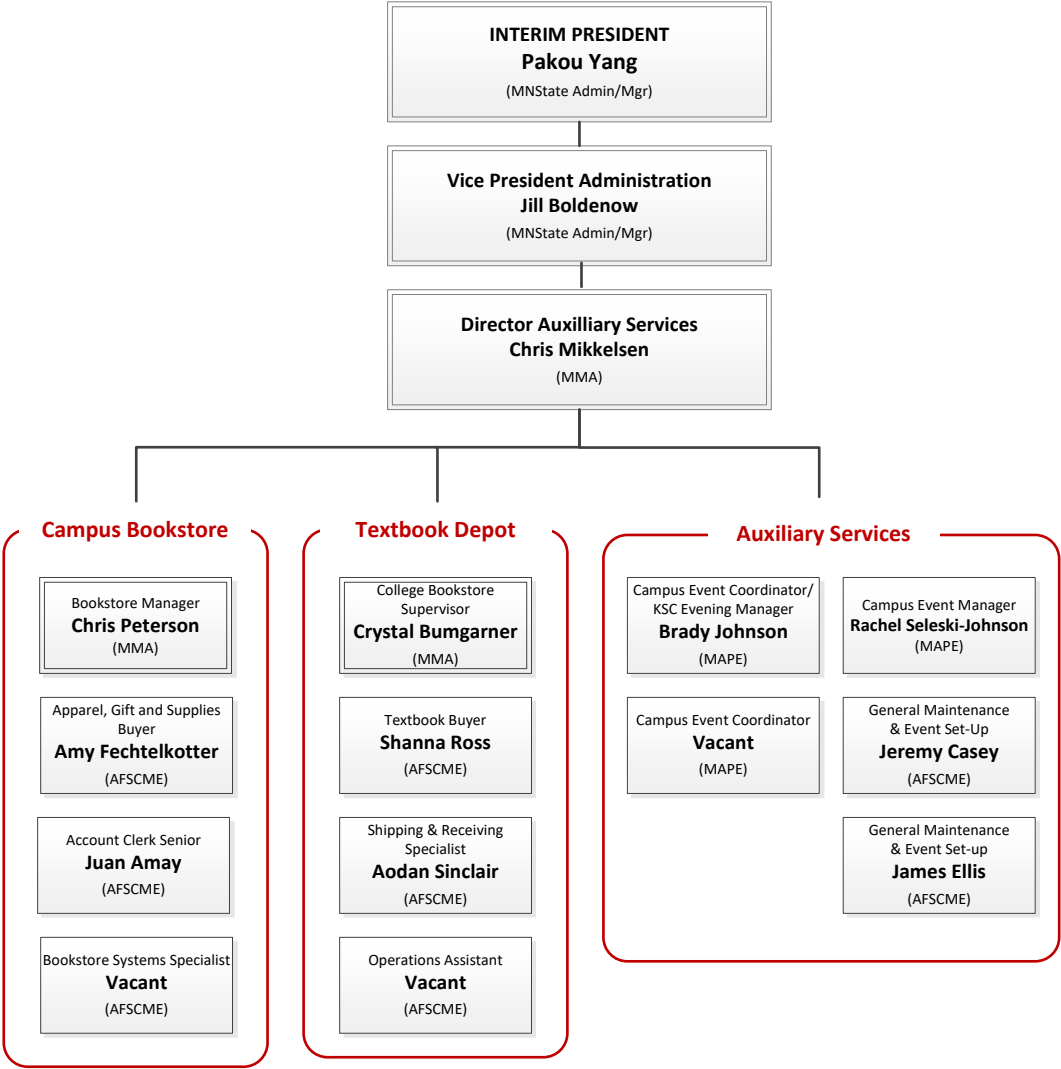 INTERIM PRESIDENT
Pakou Yang
(MNState Admin/Mgr)
Vice President Administration
Jill Boldenow
(MNState Admin/Mgr)
Director Auxilliary Services
Chris Mikkelsen
(MMA)
Campus Bookstore
Bookstore Manager
Chris Peterson
(MMA)
Apparel, Gift and Supplies
Buyer
Amy Fechtelkotter
(AFSCME)
Account Clerk Senior
Juan Amay
(AFSCME)
Bookstore Systems Specialist
Vacant
(AFSCME)
Textbook Depot
College Bookstore
Supervisor
Crystal Bumgarner
(MMA)
Textbook Buyer
Shanna Ross
(AFSCME)
Shipping & Receiving
Specialist
Aodan Sinclair
(AFSCME)
Operations Assistant
Vacant
(AFSCME)
Auxiliary Services
Campus Event Coordinator/
KSC Evening Manager
Brady Johnson
(MAPE)
Campus Event Manager
Rachel Seleski-Johnson
(MAPE)
Campus Event Coordinator
Vacant
(MAPE)
General Maintenance
& Event Set-Up
Jeremy Casey
(AFSCME)
General Maintenance
& Event Set-up
James Ellis
(AFSCME)